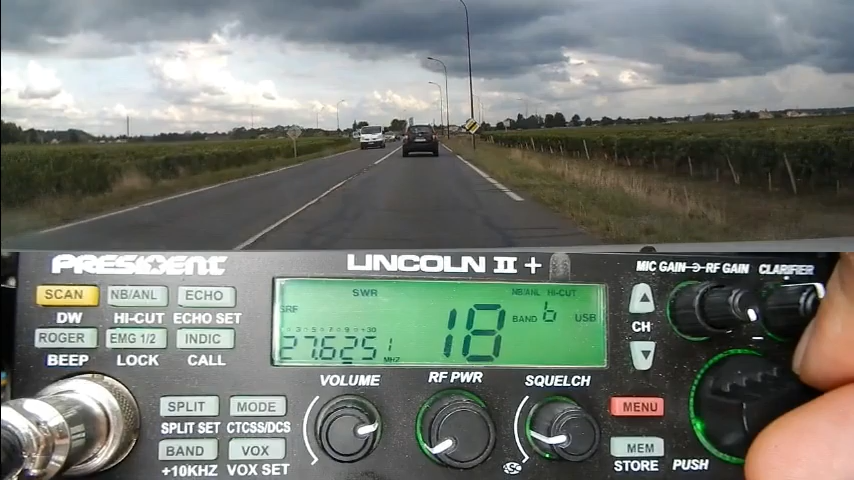 PRESIDENT
LINCOLN II +
MIC GAIN RF GAIN CLARIFIER
SCAN NB/ANL ECHO
DW HI-CUT ECHO SET
ROGER EMG 1/2 INDIC
BEEP LOCK CALL
SWR NB/ANL HI-CUT
SRF
BAND 6 USB
27.625 1 MHZ
18
CH
VOLUME RF PWR SQUELCH
SPLIT MODE
SPLIT SET CTCSS/DCS
BAND VOX
+10KHZ VOX SET
ASC
MENU
MEM
STORE
PUSH